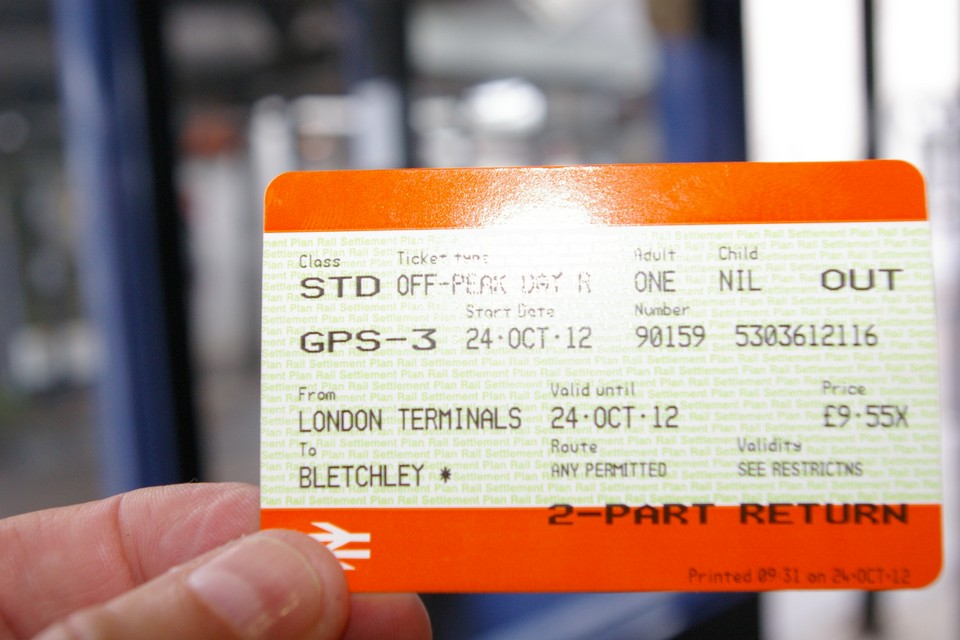 Class Ticket type Adult Child
STD OFF-PEAK DAY R ONE NIL OUT
Start Date Number
GPS-3 24·OCT·12 90159 5303612116
From Valid until Price
LONDON TERMINALS 24·OCT·12 £9·55X
To Route Validity
BLETCHLEY * ANY PERMITTED SEE RESTRICTNS
2-PART RETURN
Printed 09:31 on 24·OCT·12